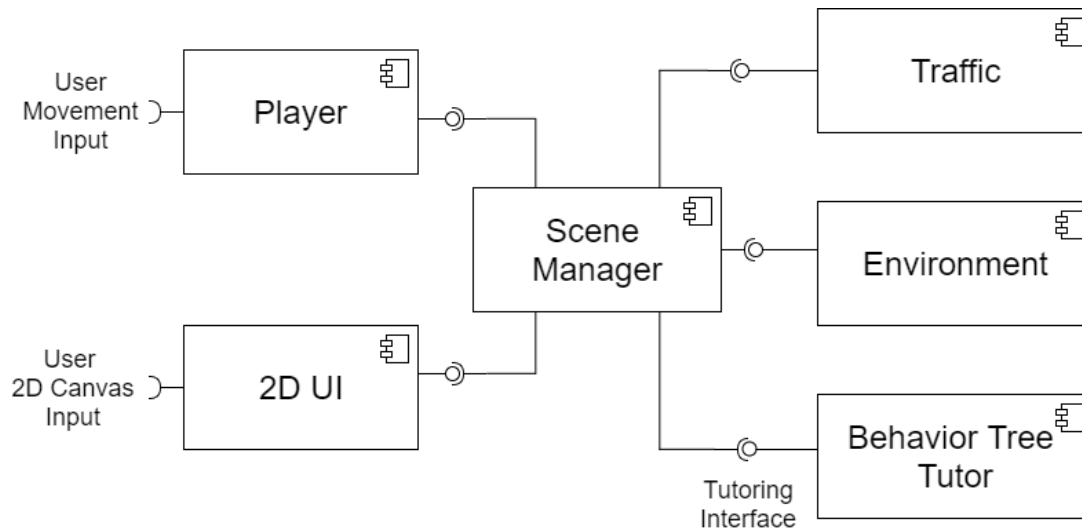 User
Movement
Input
Player
Traffic
Scene
Manager
Environment
User
2D Canvas
Input
2D UI
Behavior Tree
Tutor
Tutoring
Interface